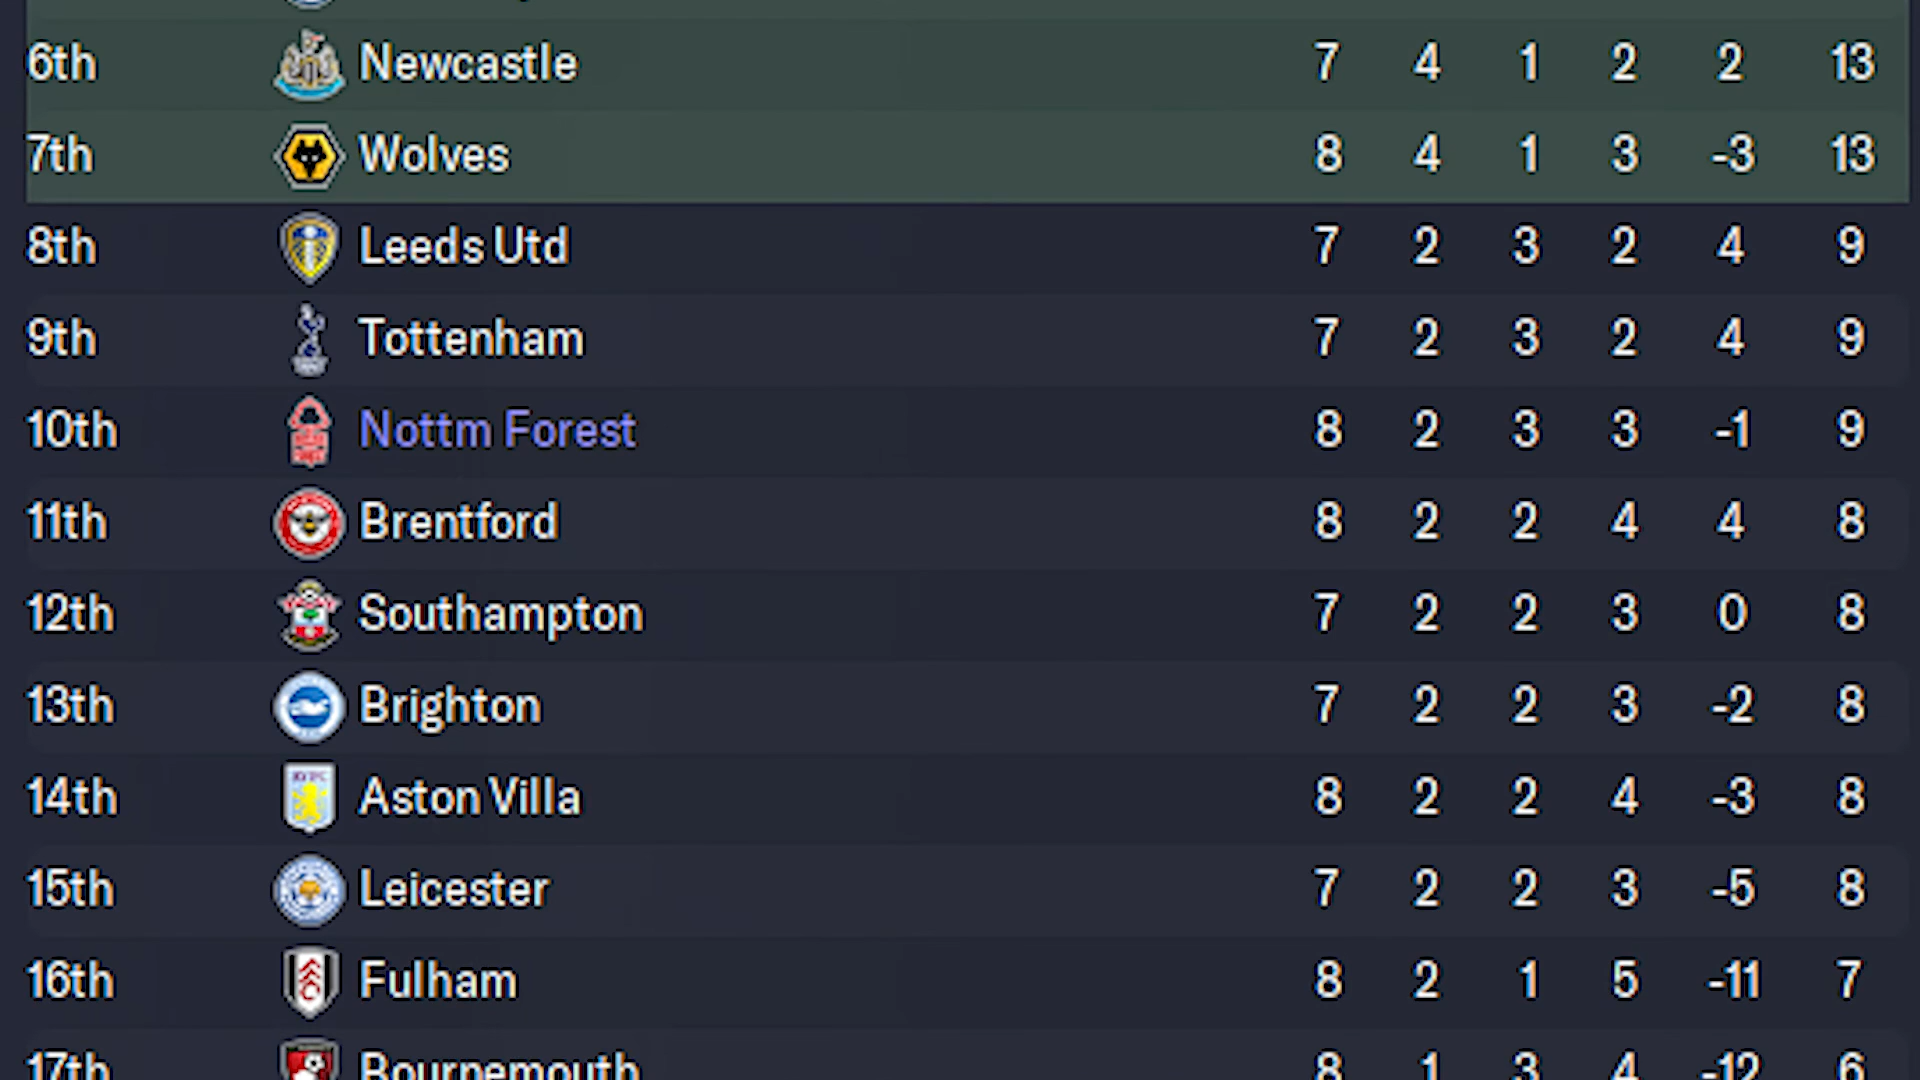 6th Newcastle 7 4 1 2 2 13
7th Wolves 8 4 1 3 -3 13
8th Leeds Utd 7 2 3 2 4 9
9th Tottenham 7 2 3 2 4 9
10th Nottm Forest 8 2 3 3 -1 9
11th Brentford 8 2 2 4 4 8
12th Southampton 7 2 2 3 0 8
13th Brighton 7 2 2 3 -2 8
14th Aston Villa 8 2 2 4 -3 8
15th Leicester 7 2 2 3 -5 8
16th Fulham 8 2 1 5 -11 7
17th Bournemouth 8 1 3 4 -12 6